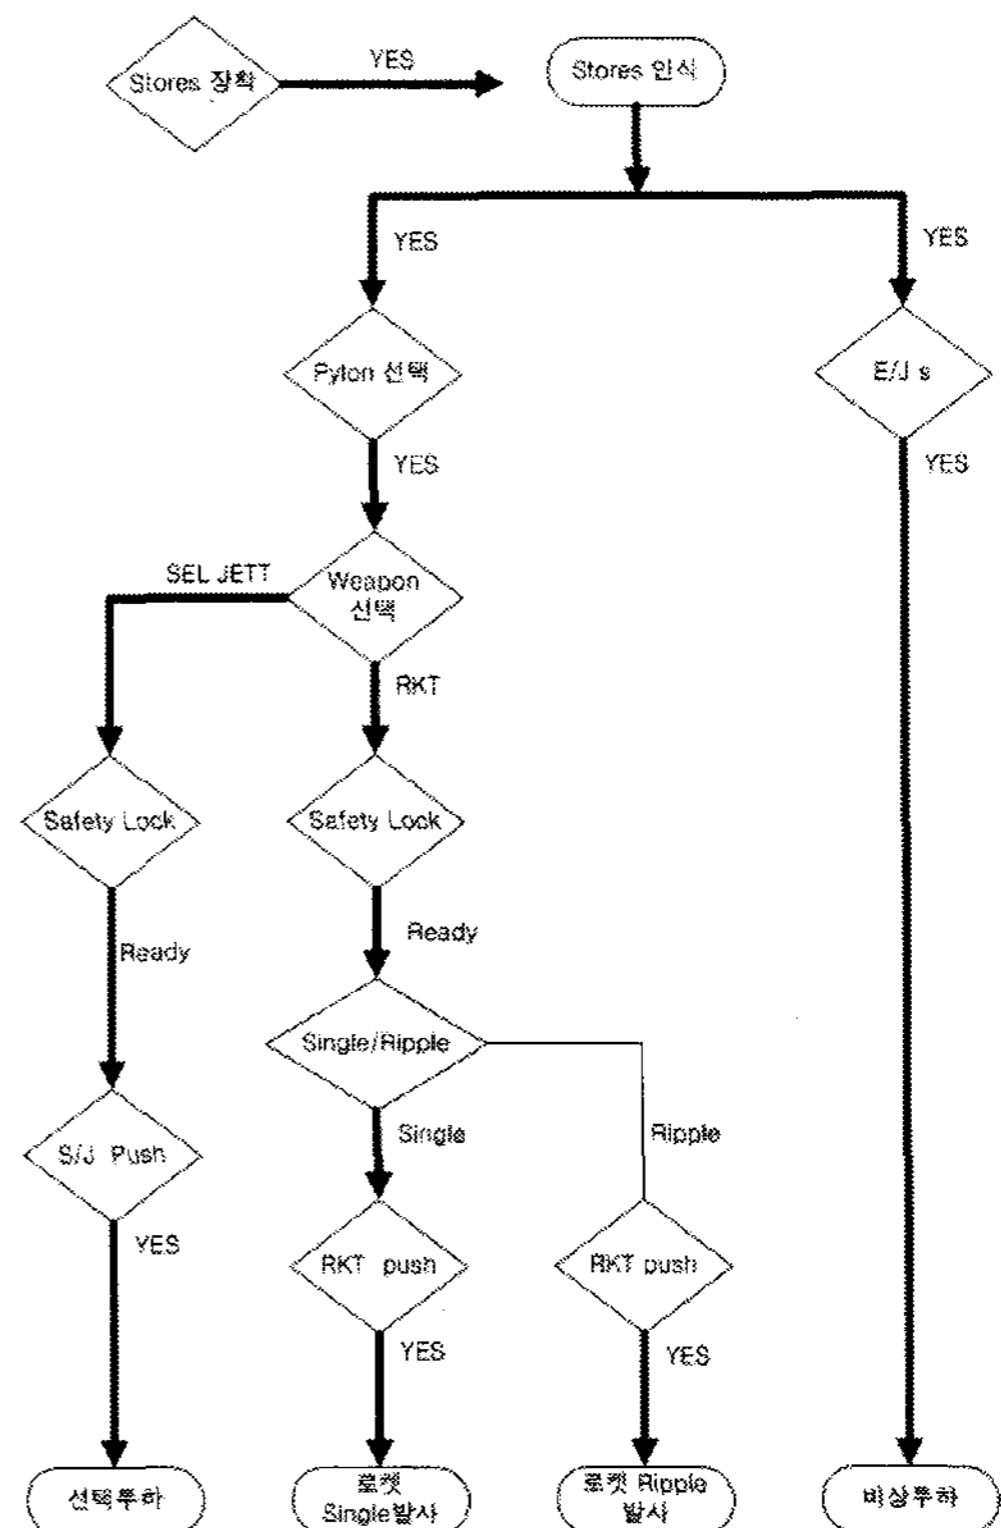 YES
Stores 장착
Stores 인식
YES
YES
Pylon 선택
E/J s
YES
YES
SEL JETT
Weapon
선택
RKT
Safety Lock
Safety Lock
Ready
Ready
Single/Ripple
Single
Ripple
S/J Push
YES
RKT push
RKT push
YES
YES
선택투하
로켓
Single발사
로켓 Ripple
발사
비상투하